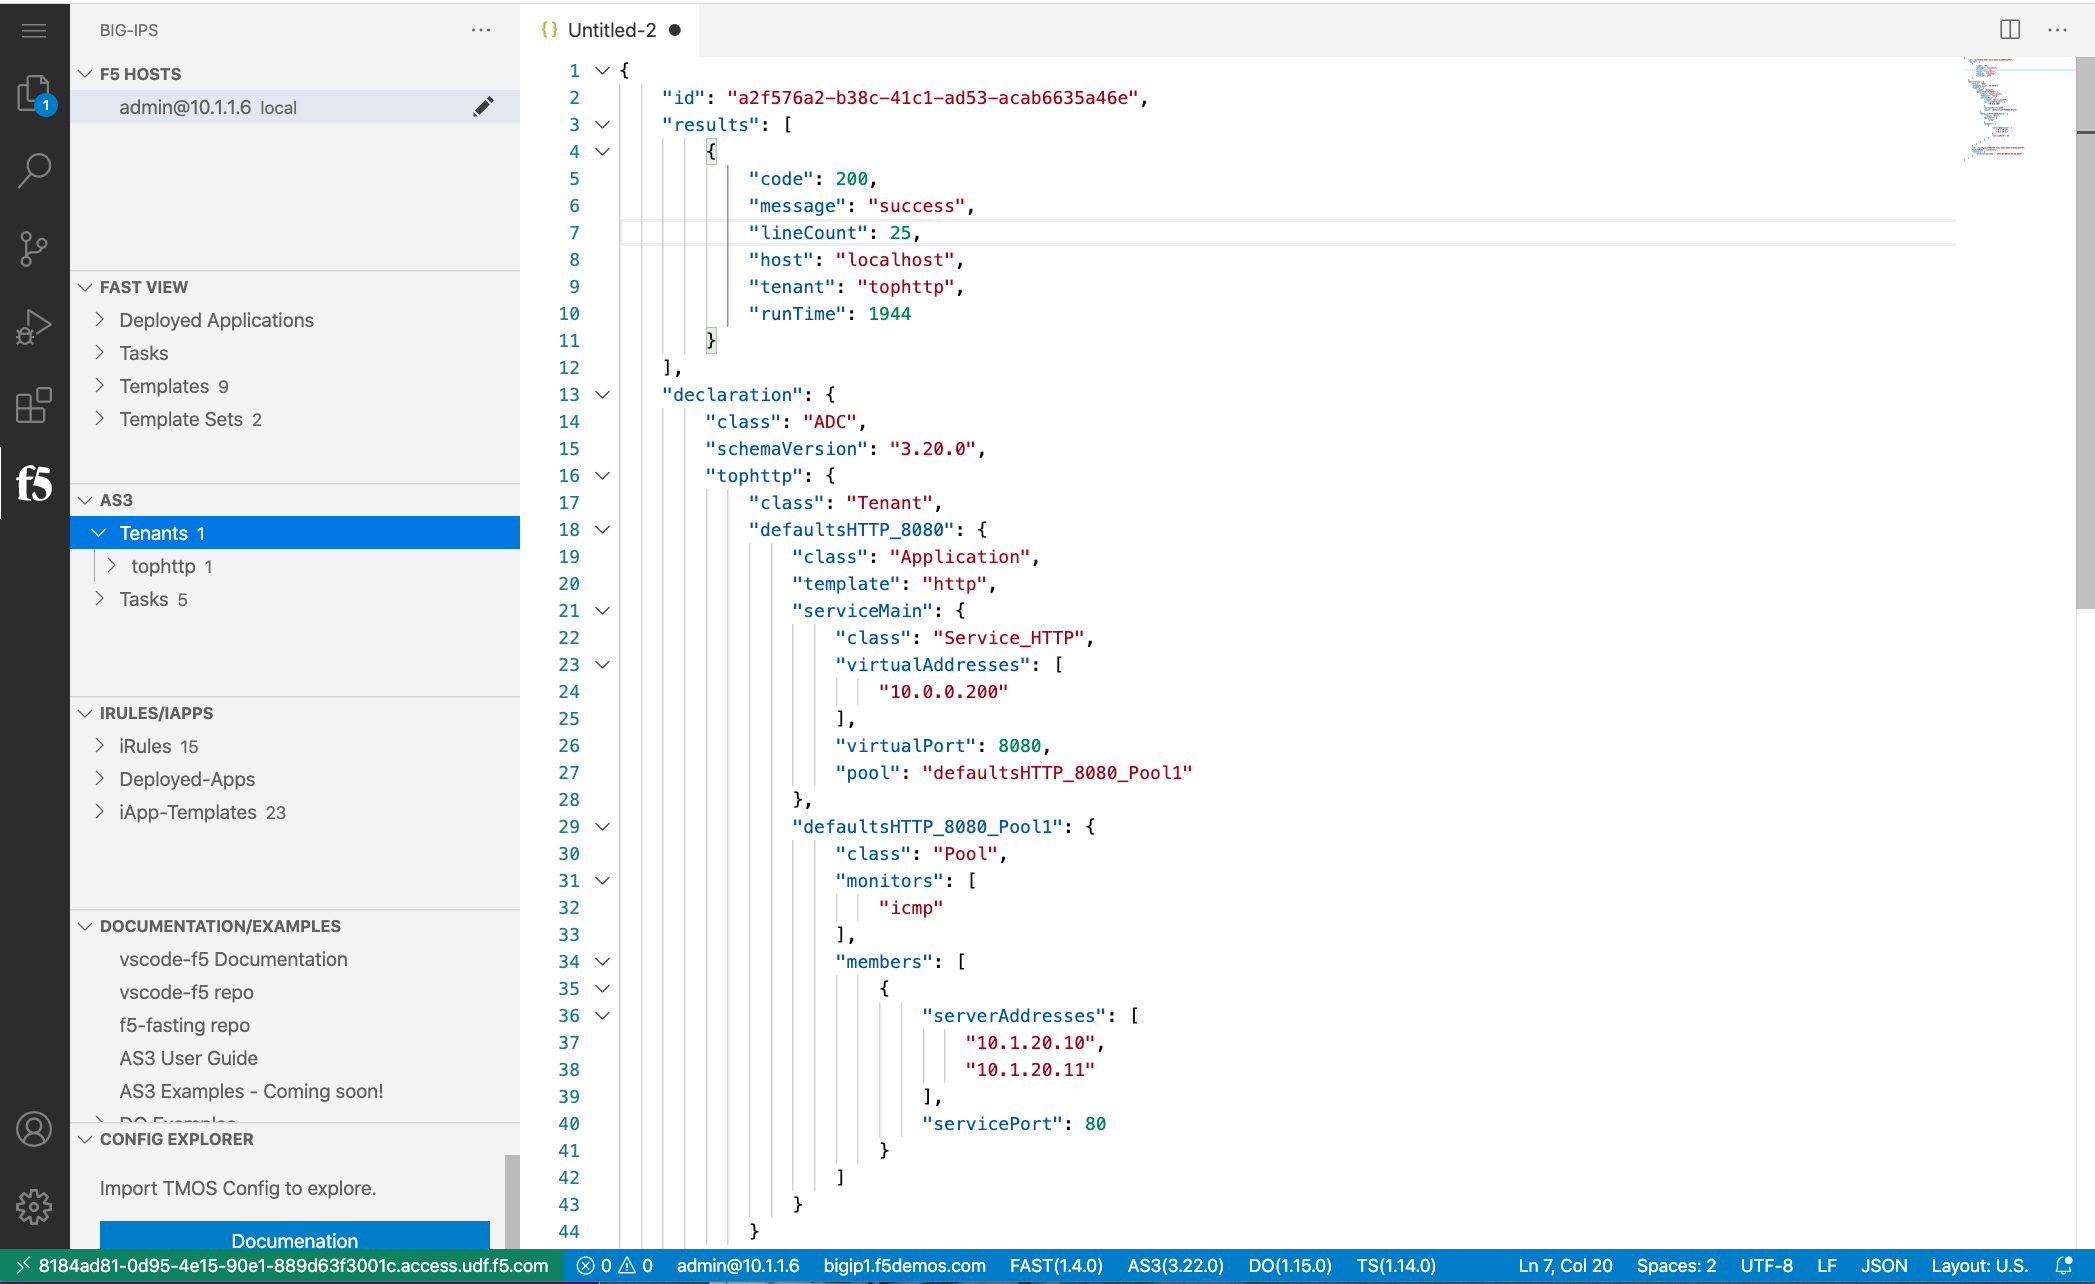 BIG-IPS
F5 HOSTS
admin@10.1.1.6 local
FAST VIEW
Deployed Applications
Tasks
Templates 9
Template Sets 2
AS3
Tenants 1
tophttp 1
Tasks 5
IRULES/IAPPS
iRules 15
Deployed-Apps
iApp-Templates 23
DOCUMENTATION/EXAMPLES
vscode-f5 Documentation
vscode-f5 repo
f5-fasting repo
AS3 User Guide
AS3 Examples - Coming soon!
DO Examples
CONFIG EXPLORER
Import TMOS Config to explore.
Documenation
1
f5
{} Untitled-2 ●
1 {
2 "id": "a2f576a2-b38c-41c1-ad53-acab6635a46e",
3 "results": [
4 {
5 "code": 200,
6 "message": "success",
7 "lineCount": 25,
8 "host": "localhost",
9 "tenant": "tophttp",
10 "runTime": 1944
11 }
12 ],
13 "declaration": {
14 "class": "ADC",
15 "schemaVersion": "3.20.0",
16 "tophttp": {
17 "class": "Tenant",
18 "defaultsHTTP_8080": {
19 "class": "Application",
20 "template": "http",
21 "serviceMain": {
22 "class": "Service_HTTP",
23 "virtualAddresses": [
24 "10.0.0.200"
25 ],
26 "virtualPort": 8080,
27 "pool": "defaultsHTTP_8080_Pool1"
28 },
29 "defaultsHTTP_8080_Pool1": {
30 "class": "Pool",
31 "monitors": [
32 "icmp"
33 ],
34 "members": [
35 {
36 "serverAddresses": [
37 "10.1.20.10",
38 "10.1.20.11"
39 ],
40 "servicePort": 80
41 }
42 ]
43 }
44 }
8184ad81-0d95-4e15-90e1-889d63f3001c.access.udf.f5.com 0 0 admin@10.1.1.6 bigip1.f5demos.com FAST(1.4.0) AS3(3.22.0) DO(1.15.0) TS(1.14.0) Ln 7, Col 20 Spaces: 2 UTF-8 LF JSON Layout: U.S.